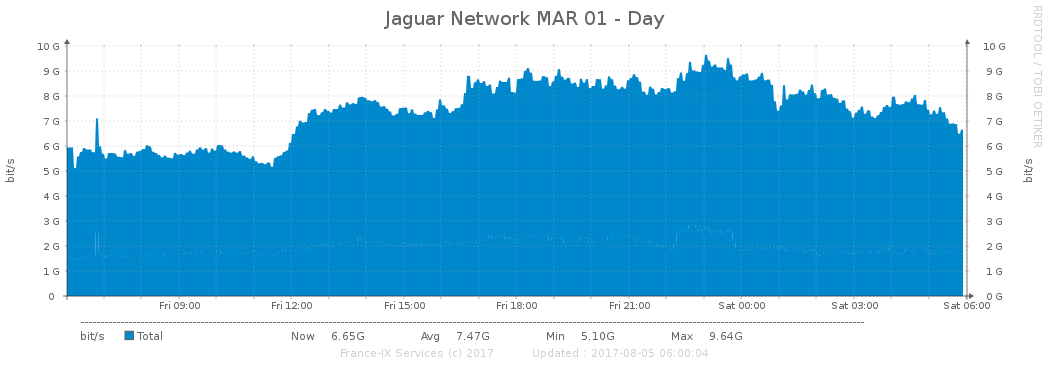 Jaguar Network MAR 01 - Day
RRDTOOL / TOBI OETIKER
bit/s
bit/s
10 G 10 G
9 G 9 G
8 G 8 G
7 G 7 G
6 G 6 G
5 G 5 G
4 G 4 G
3 G 3 G
2 G 2 G
1 G 1 G
0 0 G
Fri 09:00 Fri 12:00 Fri 15:00 Fri 18:00 Fri 21:00 Sat 00:00 Sat 03:00 Sat 06:00
bit/s Total Now 6.65G Avg 7.47G Min 5.10G Max 9.64G
France-IX Services (c) 2017 Updated : 2017-08-05 06:00:04